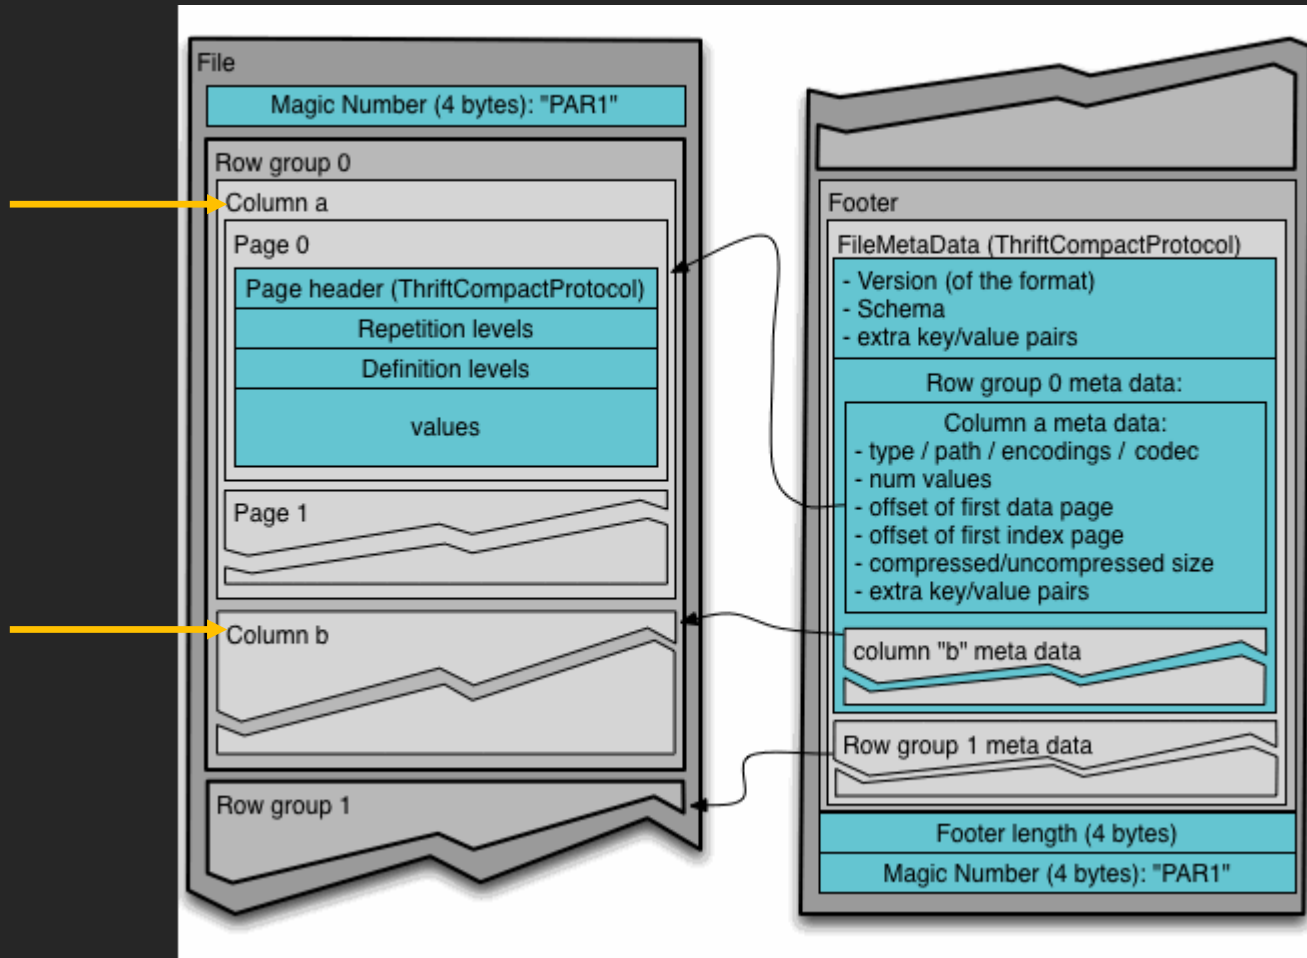 File
Magic Number (4 bytes): "PAR1"
Row group 0
Column a
Page 0
Page header (ThriftCompactProtocol)
Repetition levels
Definition levels
values
Page 1
Column b
Row group 1
Footer
FileMetaData (ThriftCompactProtocol)
- Version (of the format)
- Schema
- extra key/value pairs
Row group 0 meta data:
Column a meta data:
- type / path / encodings / codec
- num values
- offset of first data page
- offset of first index page
- compressed/uncompressed size
- extra key/value pairs
column "b" meta data
Row group 1 meta data
Footer length (4 bytes)
Magic Number (4 bytes): "PAR1"